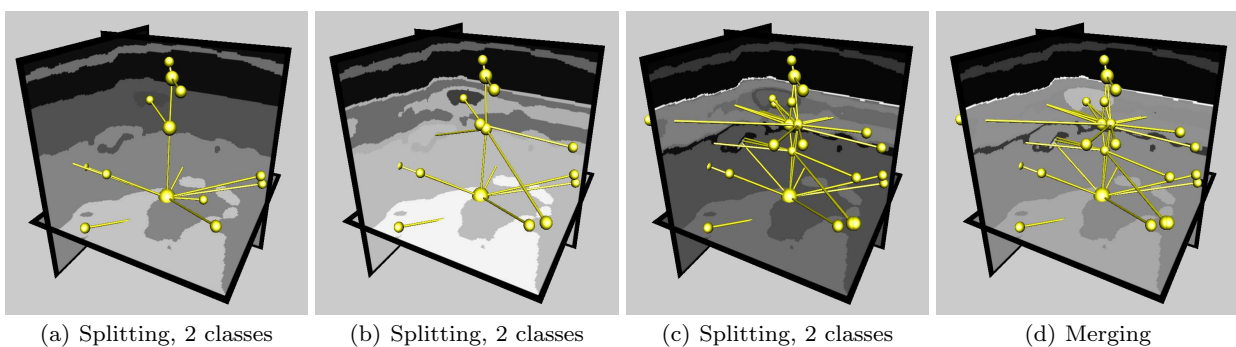 (a) Splitting, 2 classes
(b) Splitting, 2 classes
(c) Splitting, 2 classes
(d) Merging